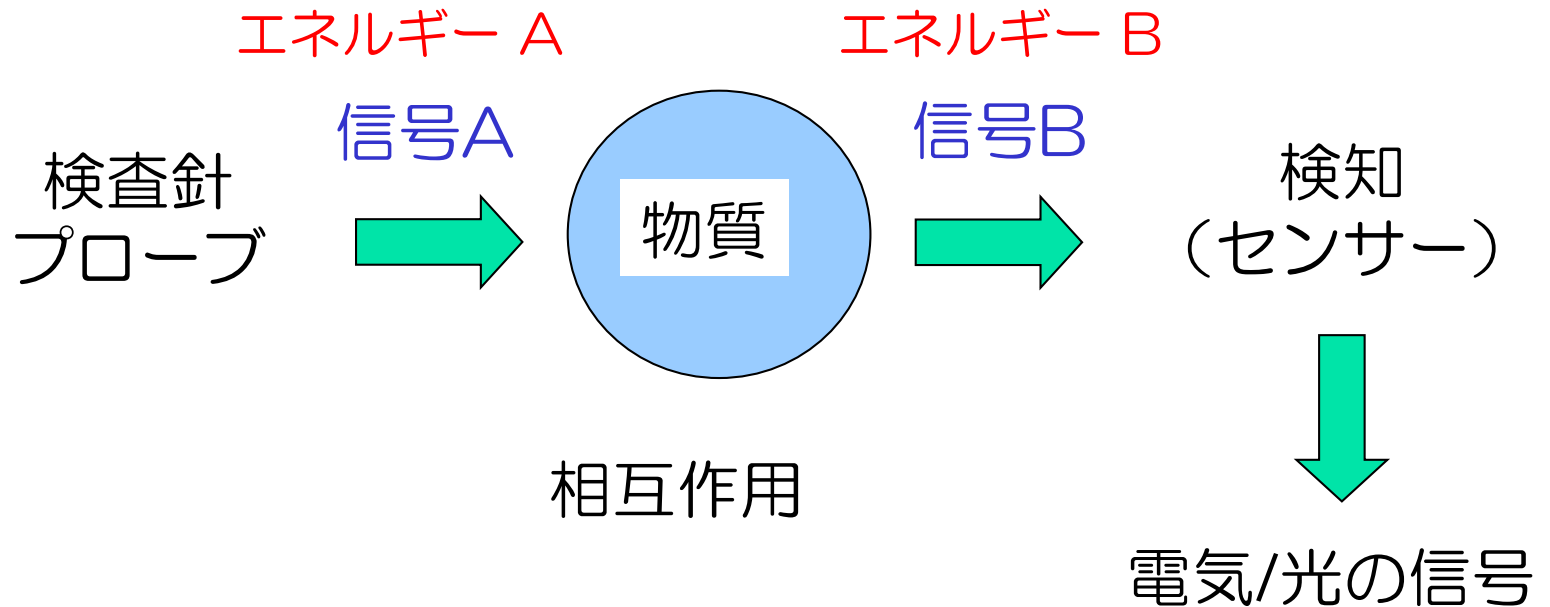 エネルギー A
エネルギー B
信号A
信号B
検査針
プローブ
物質
検知
（センサー）
相互作用
電気/光の信号